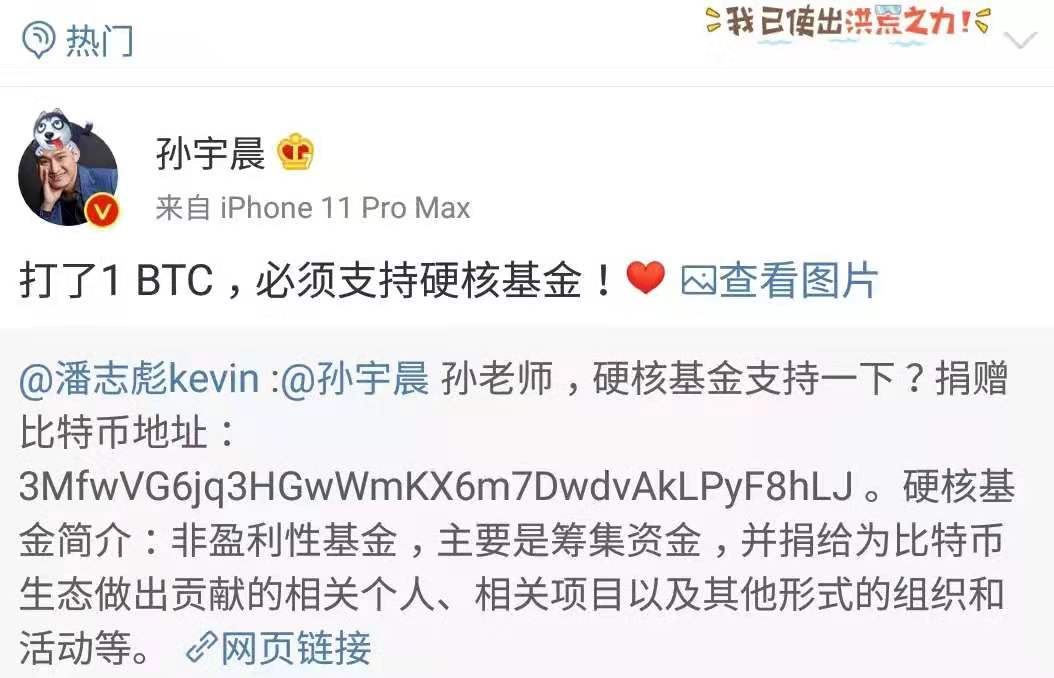 热门
我已使出洪荒之力!
孙宇晨
来自 iPhone 11 Pro Max
打了1 BTC，必须支持硬核基金！❤️ 查看图片
@潘志彪kevin :@孙宇晨 孙老师，硬核基金支持一下？捐赠
比特币地址：
3MfwVG6jq3HGwWmKX6m7DwdvAkLPyF8hLJ 。硬核基
金简介：非盈利性基金，主要是筹集资金，并捐给为比特币
生态做出贡献的相关个人、相关项目以及其他形式的组织和
活动等。 网页链接